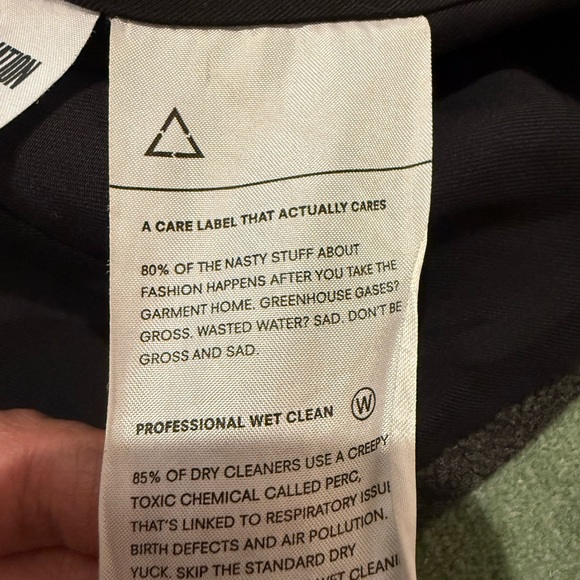 A CARE LABEL THAT ACTUALLY CARES
80% OF THE NASTY STUFF ABOUT
FASHION HAPPENS AFTER YOU TAKE THE
GARMENT HOME. GREENHOUSE GASES?
GROSS. WASTED WATER? SAD. DON'T BE
GROSS AND SAD.
PROFESSIONAL WET CLEAN W
85% OF DRY CLEANERS USE A CREEPY
TOXIC CHEMICAL CALLED PERC,
THAT'S LINKED TO RESPIRATORY ISSU
BIRTH DEFECTS AND AIR POLLUTION.
YUCK. SKIP THE STANDARD DRY
WET CLEANI